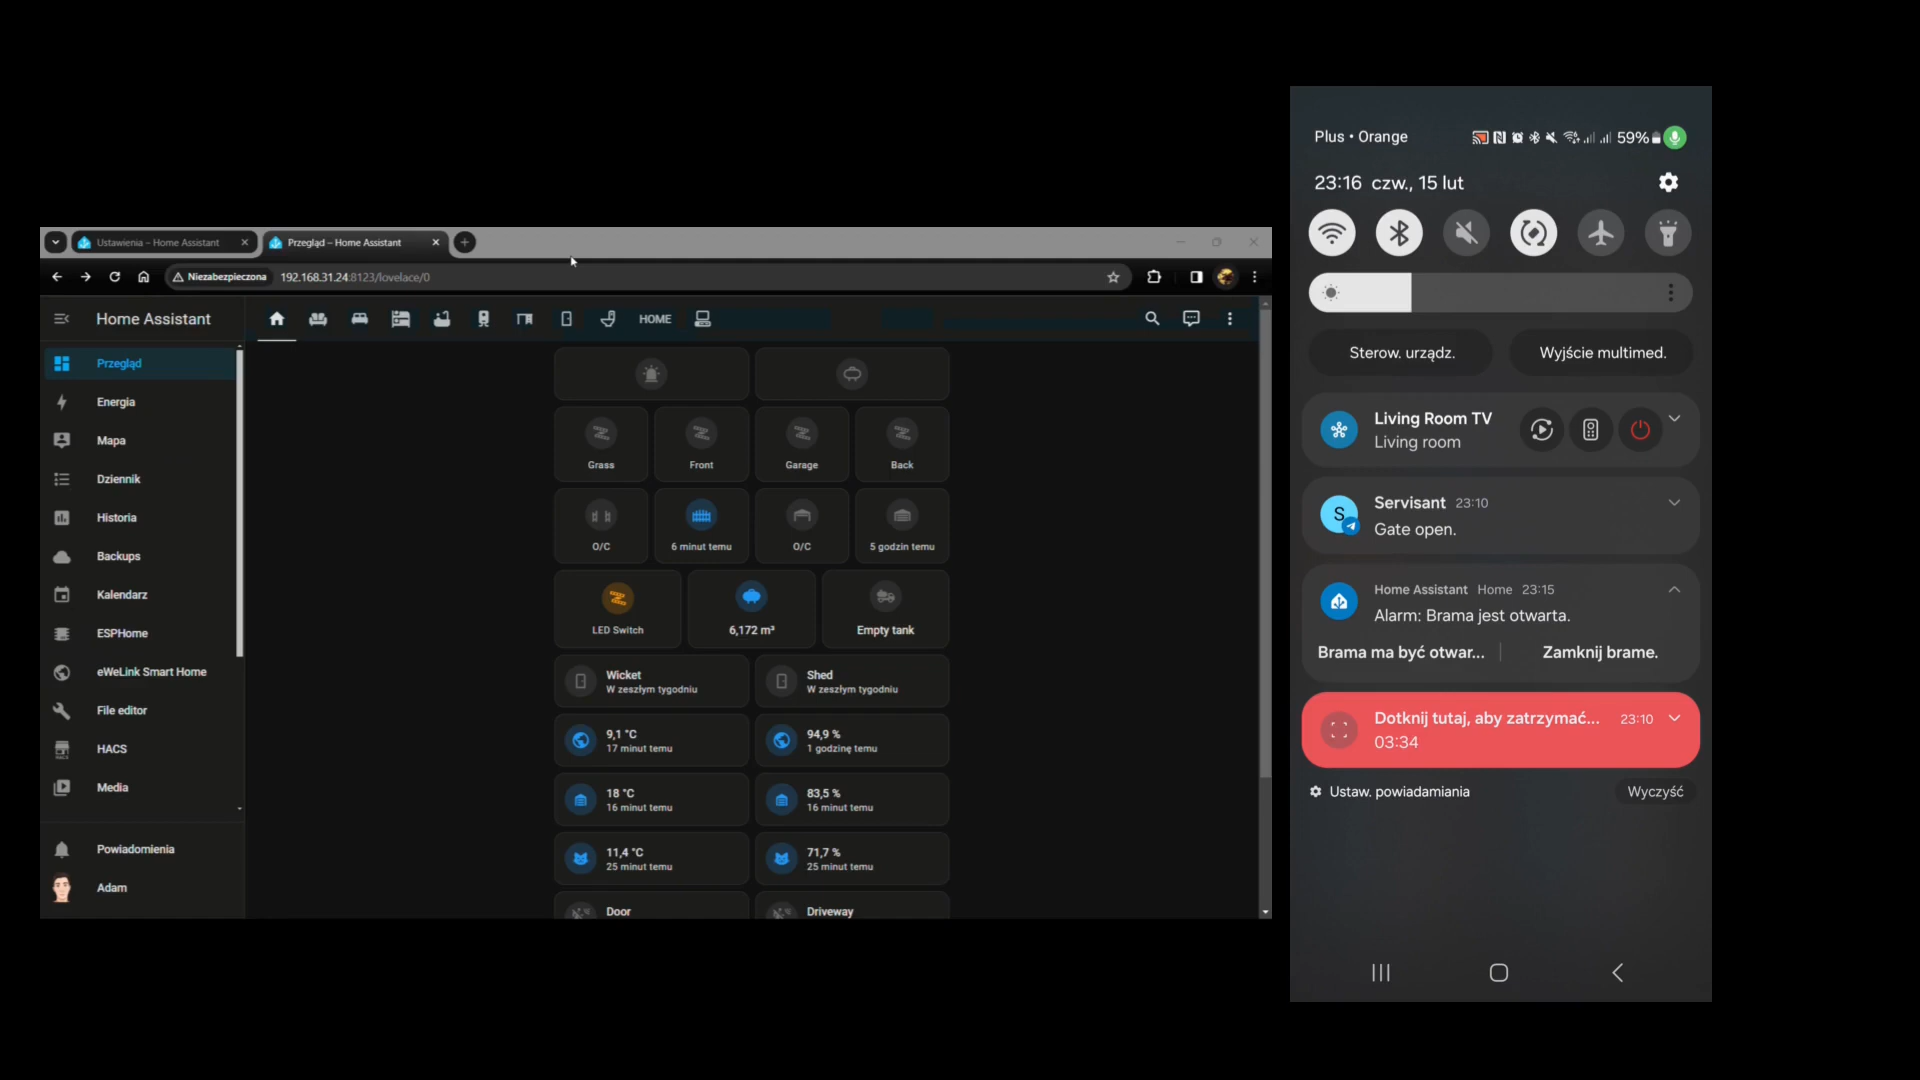 Ustawienia – Home Assistant
Przegląd – Home Assistant
Niezabezpieczona
192.168.31.24:8123/lovelace/0
Home Assistant
HOME
Przegląd
Energia
Mapa
Dziennik
Historia
Backups
Kalendarz
ESPHome
eWeLink Smart Home
File editor
HACS
Media
Powiadomienia
Adam
Grass
Front
Garage
Back
O/C
6 minut temu
O/C
5 godzin temu
LED Switch
6,172 m³
Empty tank
Wicket
W zeszłym tygodniu
Shed
W zeszłym tygodniu
9,1 °C
17 minut temu
94,9 %
1 godzinę temu
18 °C
16 minut temu
83,5 %
16 minut temu
11,4 °C
25 minut temu
71,7 %
25 minut temu
Door
Driveway
Plus • Orange
59%
23:16 czw., 15 lut
Sterow. urządz.
Wyjście multimed.
Living Room TV
Living room
S
Servisant 23:10
Gate open.
Home Assistant Home 23:15
Alarm: Brama jest otwarta.
Brama ma być otwar...
Zamknij brame.
Dotknij tutaj, aby zatrzymać... 23:10
03:34
Ustaw. powiadamiania
Wyczyść